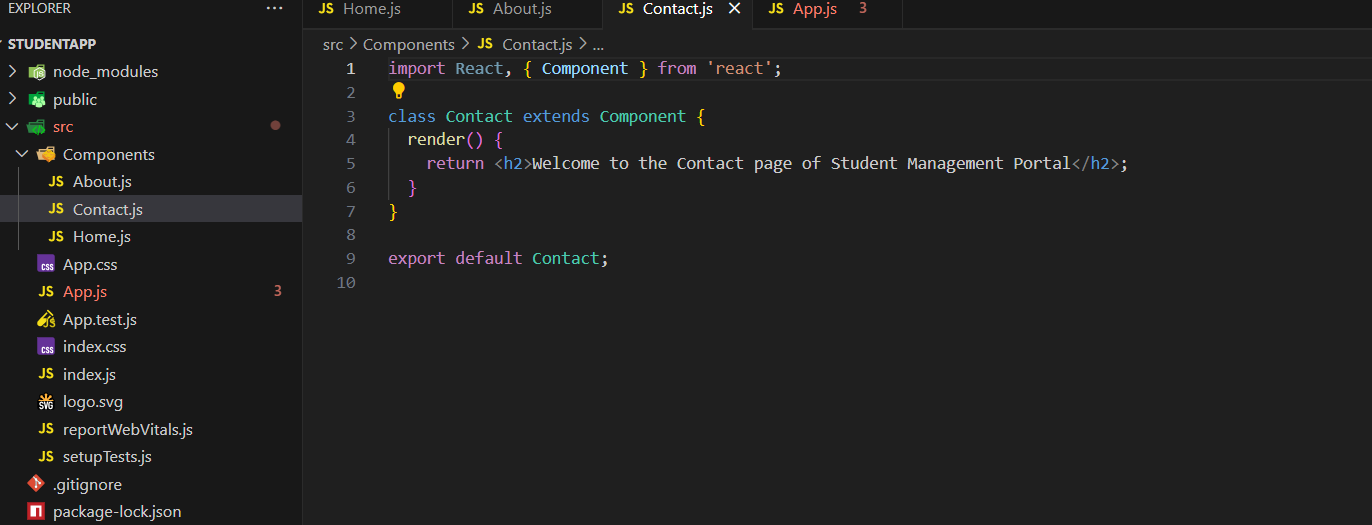 EXPLORER ...
STUDENTAPP
node_modules
public
src
Components
JS About.js
JS Contact.js
JS Home.js
css App.css
JS App.js 3
App.test.js
css index.css
JS index.js
SVG logo.svg
JS reportWebVitals.js
JS setupTests.js
.gitignore
n package-lock.json
JS Home.js JS About.js JS Contact.js JS App.js 3
src > Components > JS Contact.js > ...
1 import React, { Component } from 'react';
2
3 class Contact extends Component {
4 render() {
5 return <h2>Welcome to the Contact page of Student Management Portal</h2>;
6 }
7 }
8
9 export default Contact;
10